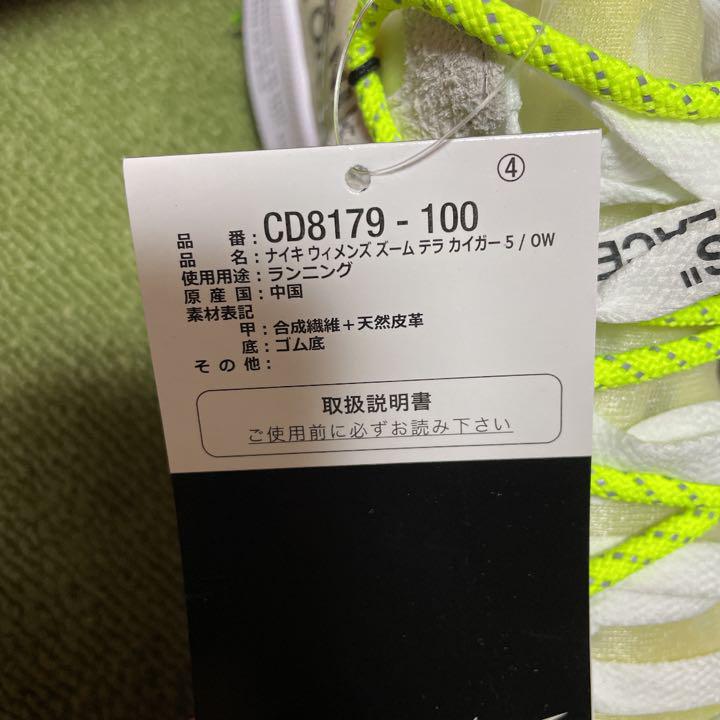 ④
品番：CD8179 - 100
品名：ナイキ ウィメンズ ズーム テラ カイガー 5 / OW
使用用途：ランニング
原産国：中国
素材表記
甲：合成繊維＋天然皮革
底：ゴム底
その他：
取扱説明書
ご使用前に必ずお読み下さい
LACES"